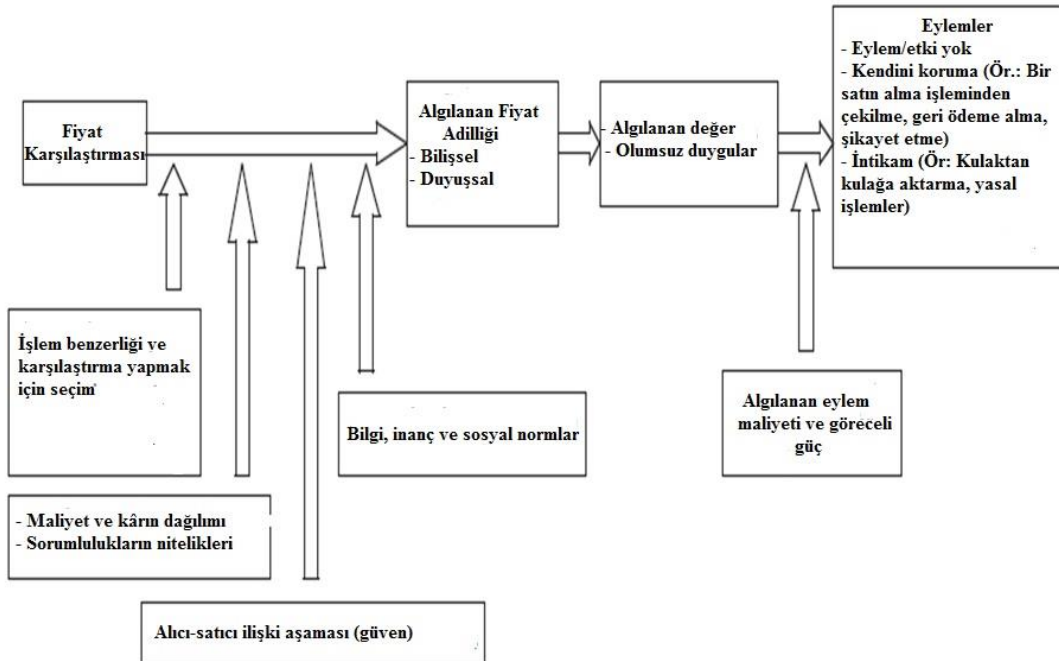 Fiyat
Karşılaştırması
Algılanan Fiyat
Adilliği
- Bilişsel
- Duyuşsal
- Algılanan değer
- Olumsuz duygular
Eylemler
- Eylem/etki yok
- Kendini koruma (Ör.: Bir
satın alma işleminden
çekilme, geri ödeme alma,
şikayet etme)
- İntikam (Ör: Kulaktan
kulağa aktarma, yasal
işlemler)
İşlem benzerliği ve
karşılaştırma yapmak
için seçim
Bilgi, inanç ve sosyal normlar
Algılanan eylem
maliyeti ve göreceli
güç
- Maliyet ve kârın dağılımı
- Sorumlulukların nitelikleri
Alıcı-satıcı ilişki aşaması (güven)